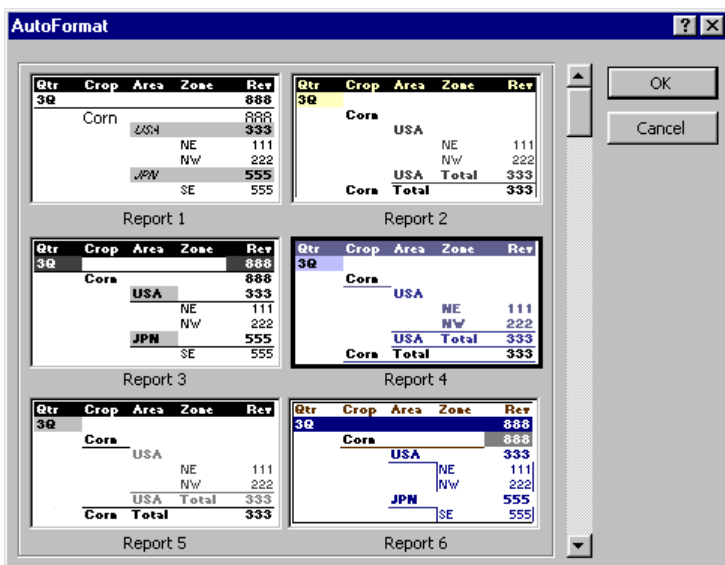 AutoFormat
OK
Cancel
Qtr Crop Area Zone Rev
3Q 888
Corn 888
USA 333
NE 111
NW 222
JPN 555
SE 555
Report 1
Qtr Crop Area Zone Rev
3Q
Corn
USA
NE 111
NW 222
USA Total 333
Corn Total 333
Report 2
Qtr Crop Area Zone Rev
3Q 888
Corn 888
USA 333
NE 111
NW 222
JPN 555
SE 555
Report 3
Qtr Crop Area Zone Rev
3Q
Corn
USA
NE 111
NW 222
USA Total 333
Corn Total 333
Report 4
Qtr Crop Area Zone Rev
3Q
Corn
USA
NE 111
NW 222
USA Total 333
Corn Total 333
Report 5
Qtr Crop Area Zone Rev
3Q 888
Corn 888
USA 333
NE 111
NW 222
JPN 555
SE 555
Report 6